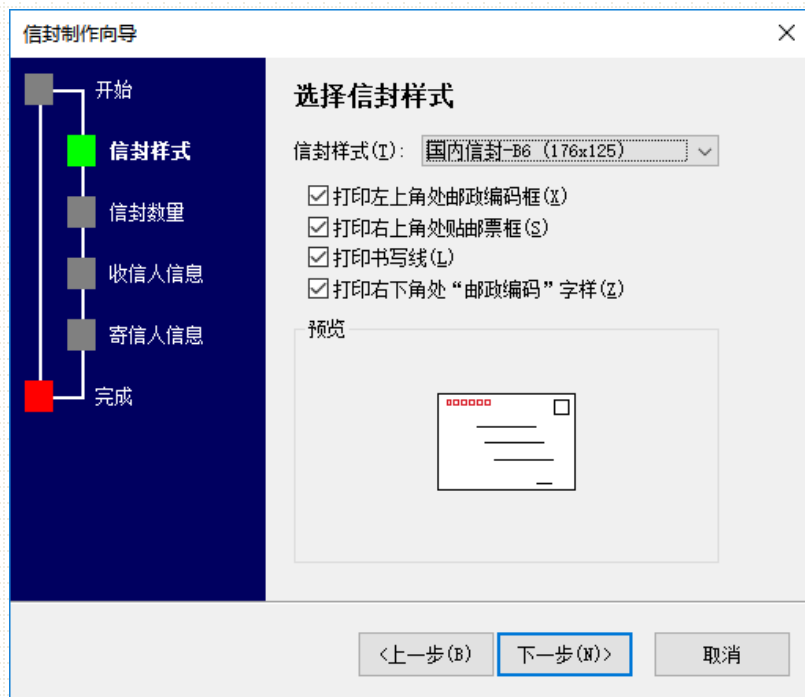 信封制作向导
开始
信封样式
信封数量
收信人信息
寄信人信息
完成
选择信封样式
信封样式(T): 国内信封-B6 (176x125)
打印左上角处邮政编码框(X)
打印右上角处贴邮票框(S)
打印书写线(L)
打印右下角处“邮政编码”字样(Z)
预览
<上一步(B) 下一步(N)> 取消